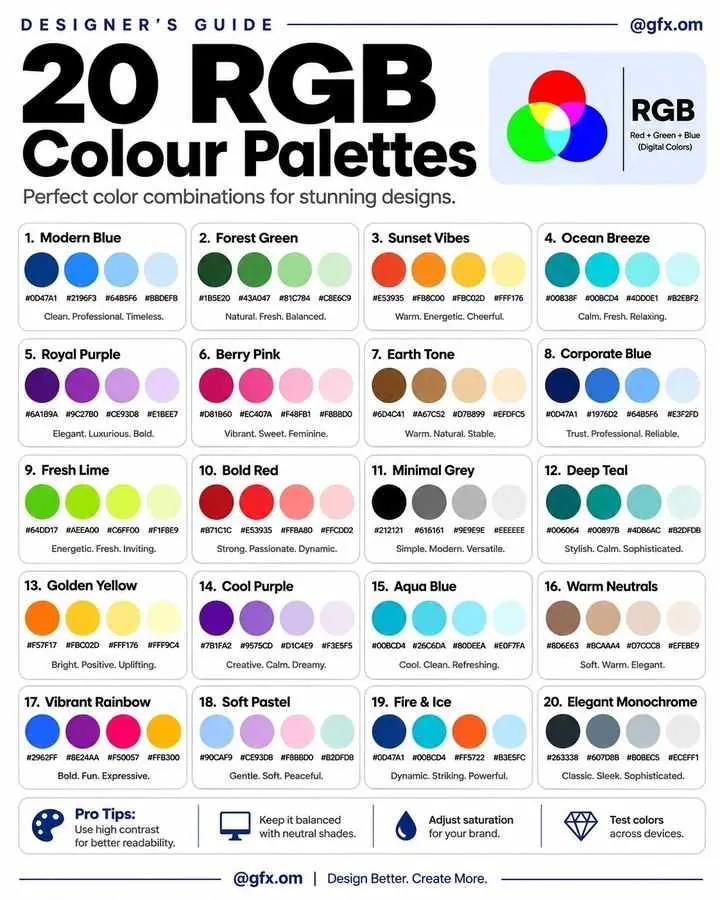 DESIGNER'S GUIDE
@gfx.om
20 RGB
Colour Palettes
Perfect color combinations for stunning designs.
RGB
Red + Green + Blue
(Digital Colors)
1. Modern Blue
#0D47A1 #2196F3 #64B5F6 #BBDEFB
Clean. Professional. Timeless.
2. Forest Green
#1B5E20 #43A047 #81C784 #C8E6C9
Natural. Fresh. Balanced.
3. Sunset Vibes
#E53935 #FB8C00 #FBC02D #FFF176
Warm. Energetic. Cheerful.
4. Ocean Breeze
#00838F #00BCD4 #4DD0E1 #B2EBF2
Calm. Fresh. Relaxing.
5. Royal Purple
#6A1B9A #9C27B0 #CE93D8 #E1BEE7
Elegant. Luxurious. Bold.
6. Berry Pink
#D81B60 #EC407A #F48FB1 #F8BBD0
Vibrant. Sweet. Feminine.
7. Earth Tone
#6D4C41 #A67C52 #D7B899 #EFDFC5
Warm. Natural. Stable.
8. Corporate Blue
#0D47A1 #1976D2 #64B5F6 #E3F2FD
Trust. Professional. Reliable.
9. Fresh Lime
#64DD17 #AEEA00 #C6FF00 #F1F8E9
Energetic. Fresh. Inviting.
10. Bold Red
#B71C1C #E53935 #FF8A80 #FFCDD2
Strong. Passionate. Dynamic.
11. Minimal Grey
#212121 #616161 #9E9E9E #EEEEEE
Simple. Modern. Versatile.
12. Deep Teal
#006064 #00897B #4DB6AC #B2DFDB
Stylish. Calm. Sophisticated.
13. Golden Yellow
#F57F17 #FBC02D #FFF176 #FFF9C4
Bright. Positive. Uplifting.
14. Cool Purple
#7B1FA2 #9575CD #D1C4E9 #F3E5F5
Creative. Calm. Dreamy.
15. Aqua Blue
#00BCD4 #26C6DA #80DEEA #E0F7FA
Cool. Clean. Refreshing.
16. Warm Neutrals
#8D6E63 #BCAAA4 #D7CCC8 #EFEBE9
Soft. Warm. Elegant.
17. Vibrant Rainbow
#2962FF #8E24AA #F50057 #FFB300
Bold. Fun. Expressive.
18. Soft Pastel
#90CAF9 #CE93DB #F8BBD0 #B2DFDB
Gentle. Soft. Peaceful.
19. Fire & Ice
#0D47A1 #00BCD4 #FF5722 #B3E5FC
Dynamic. Striking. Powerful.
20. Elegant Monochrome
#263338 #607D8B #B0BEC5 #ECEFF1
Classic. Sleek. Sophisticated.
Pro Tips:
Use high contrast
for better readability.
Keep it balanced
with neutral shades.
Adjust saturation
for your brand.
Test colors
across devices.
@gfx.om | Design Better. Create More.